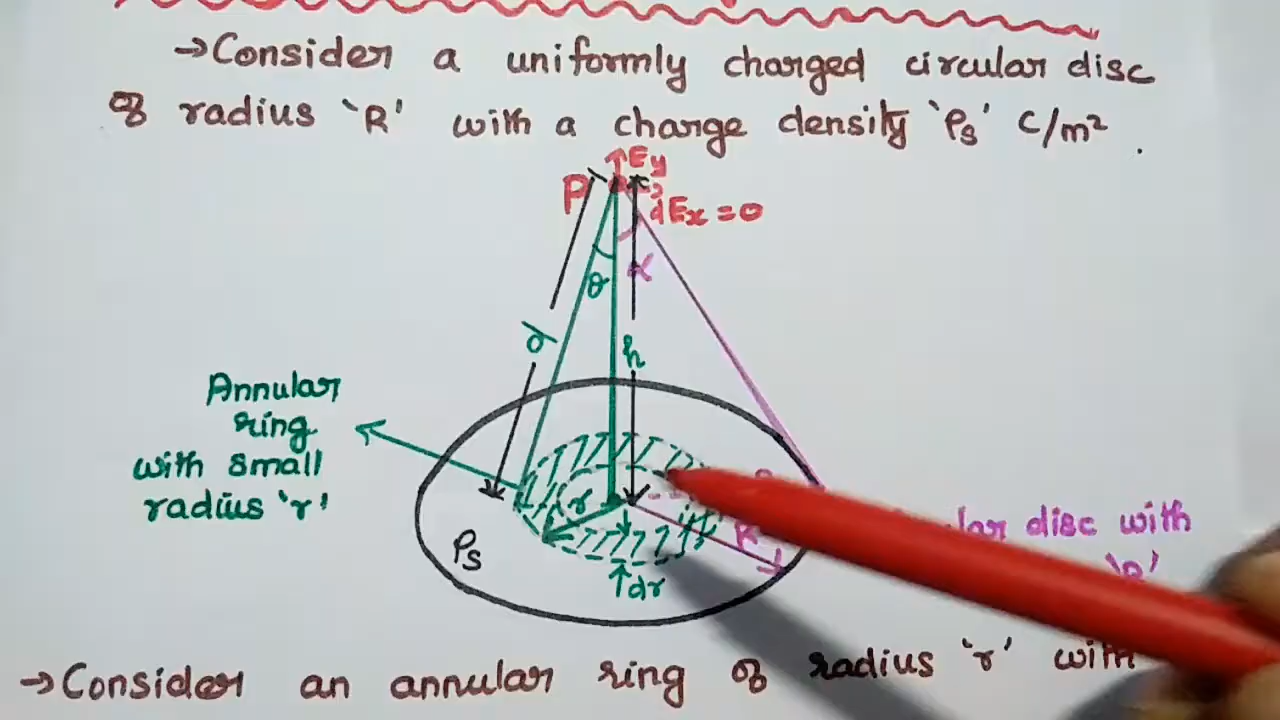 →Consider a uniformly charged circular disc
of radius 'R' with a charge density 'ρs' C/m² .
Ey
P
dEx = 0
θ
α
d
h
Annular
ring
with small
radius 'r'
r
R
disc with
'R'
ρs
dr
→Consider an annular ring of radius 'r' with